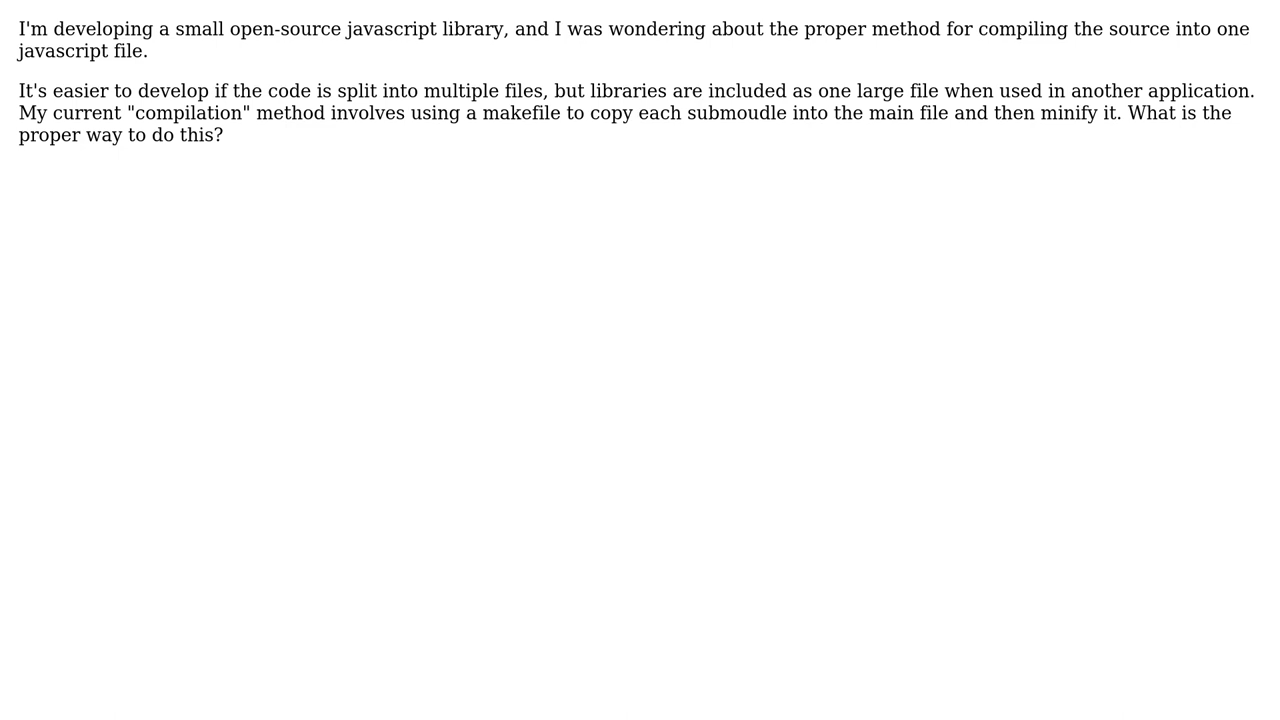 I'm developing a small open-source javascript library, and I was wondering about the proper method for compiling the source into one
javascript file.
It's easier to develop if the code is split into multiple files, but libraries are included as one large file when used in another application.
My current "compilation" method involves using a makefile to copy each submoudle into the main file and then minify it. What is the
proper way to do this?